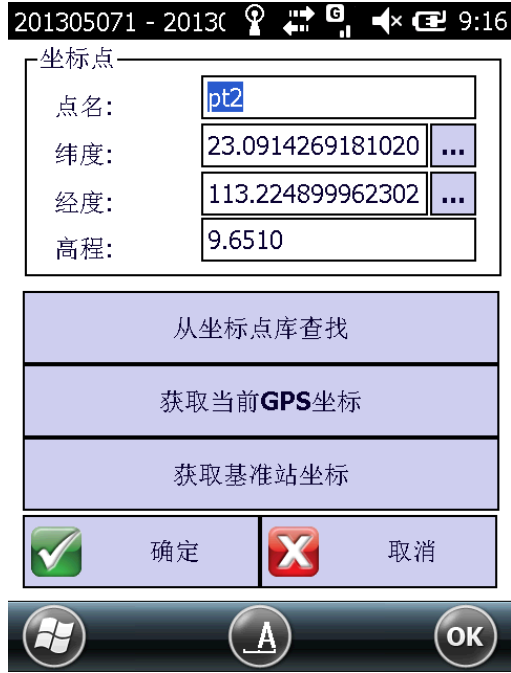 201305071 - 2013( G 9:16
坐标点
点名: pt2
纬度: 23.0914269181020 ...
经度: 113.224899962302 ...
高程: 9.6510
从坐标点库查找
获取当前GPS坐标
获取基准站坐标
确定 取消
A OK